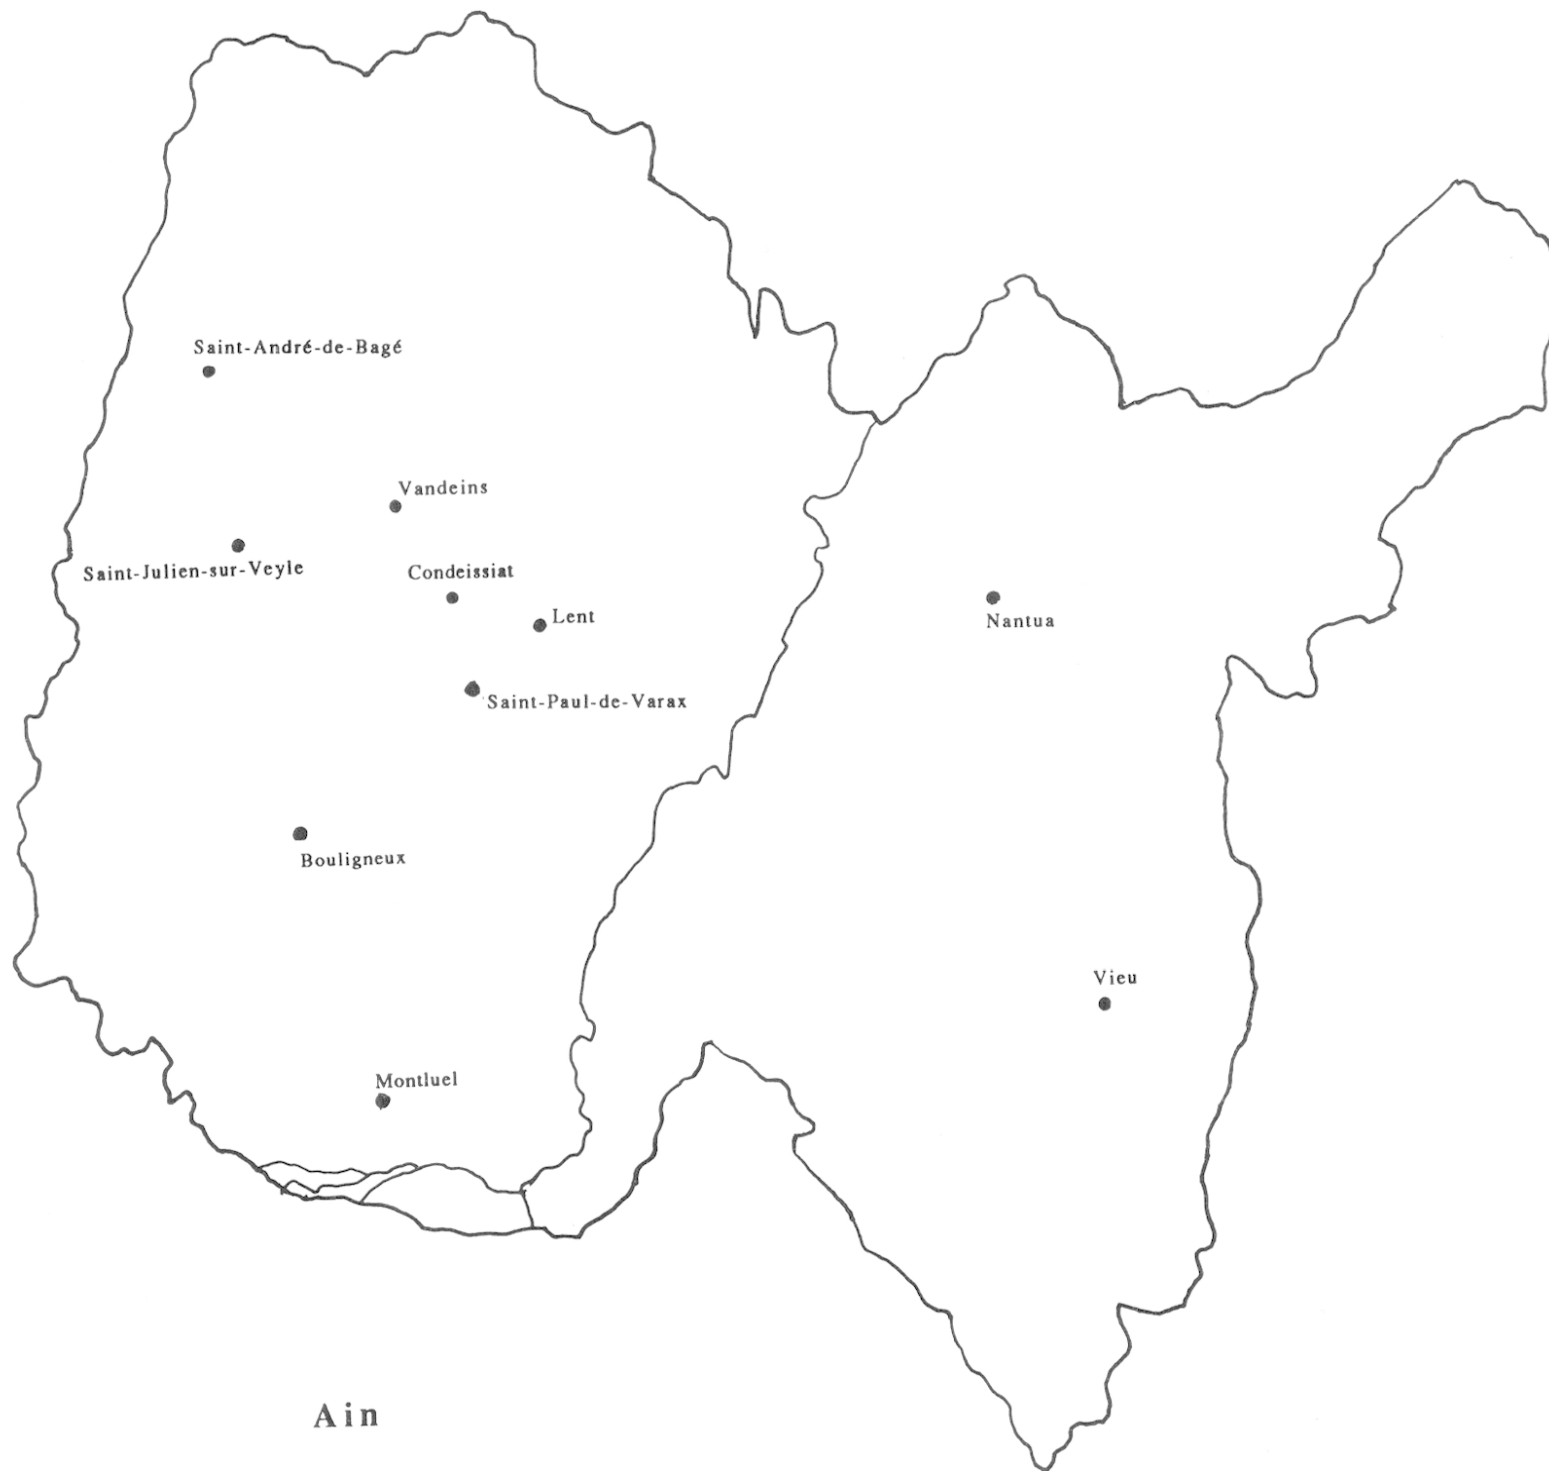 Saint-André-de-Bagé
Vandeins
Saint-Julien-sur-Veyle
Condeissiat
Lent
Nantua
Saint-Paul-de-Varax
Bouligneux
Vieu
Montluel
Ain